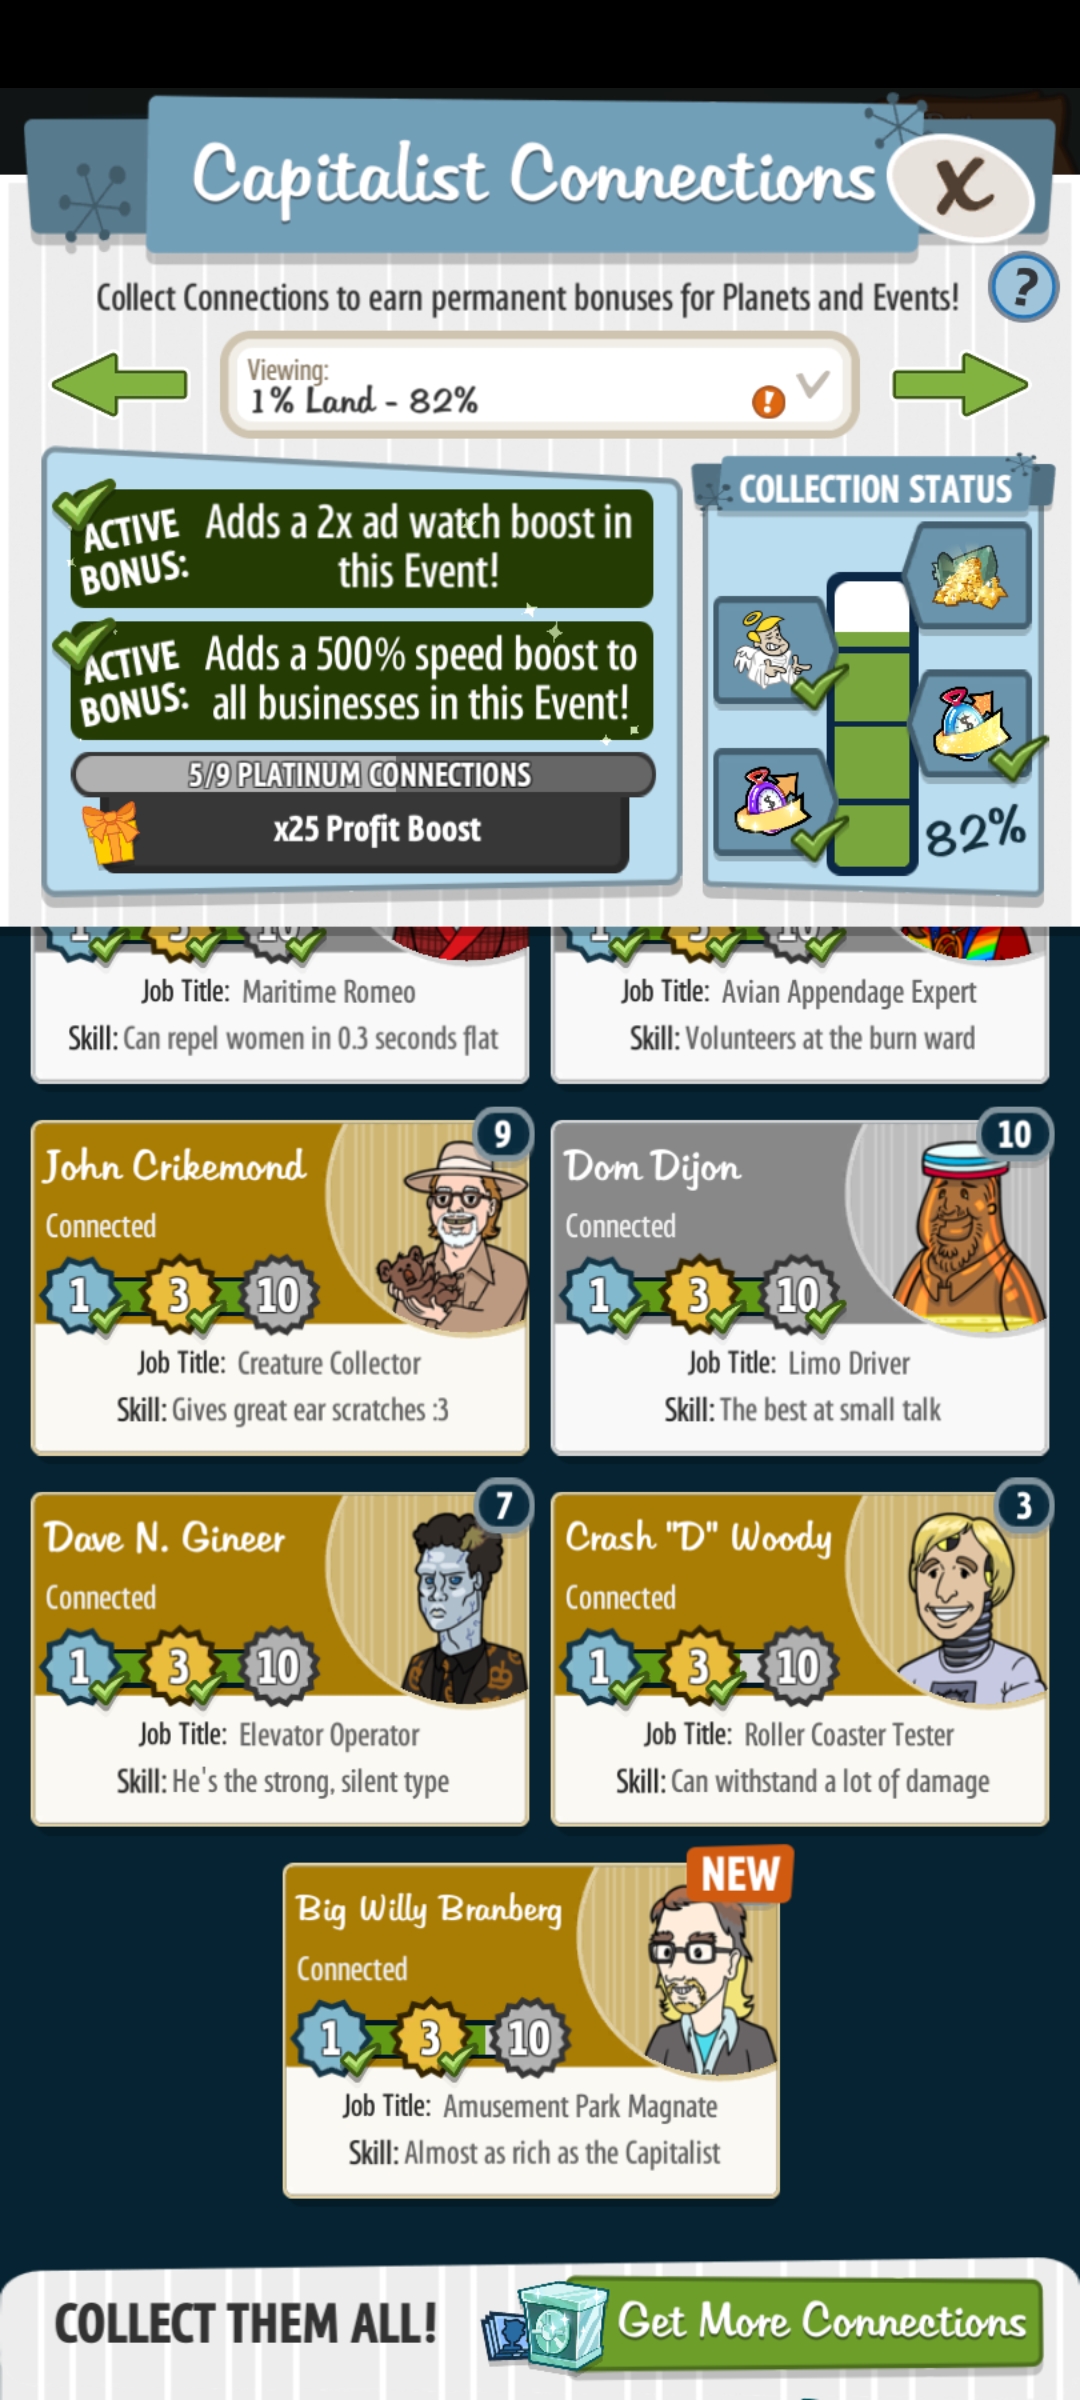 Capitalist Connections
X
Collect Connections to earn permanent bonuses for Planets and Events!
?
Viewing:
1% Land - 82%
!
ACTIVE BONUS:
Adds a 2x ad watch boost in
this Event!
ACTIVE BONUS:
Adds a 500% speed boost to
all businesses in this Event!
5/9 PLATINUM CONNECTIONS
x25 Profit Boost
COLLECTION STATUS
82%
1 3 10
1 3 10
Job Title: Maritime Romeo
Skill: Can repel women in 0.3 seconds flat
Job Title: Avian Appendage Expert
Skill: Volunteers at the burn ward
9
John Crikemond
Connected
1 3 10
Job Title: Creature Collector
Skill: Gives great ear scratches :3
10
Dom Dijon
Connected
1 3 10
Job Title: Limo Driver
Skill: The best at small talk
7
Dave N. Gineer
Connected
1 3 10
Job Title: Elevator Operator
Skill: He's the strong, silent type
3
Crash "D" Woody
Connected
1 3 10
Job Title: Roller Coaster Tester
Skill: Can withstand a lot of damage
NEW
Big Willy Branberg
Connected
1 3 10
Job Title: Amusement Park Magnate
Skill: Almost as rich as the Capitalist
COLLECT THEM ALL!
Get More Connections